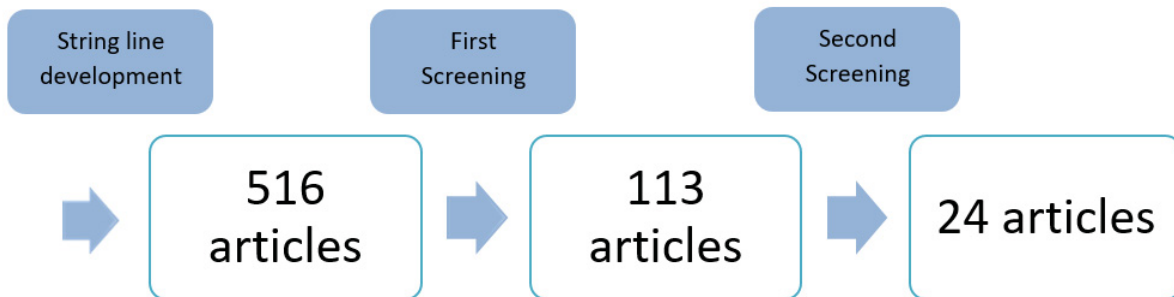 String line
development
First
Screening
Second
Screening
516
articles
113
articles
24 articles